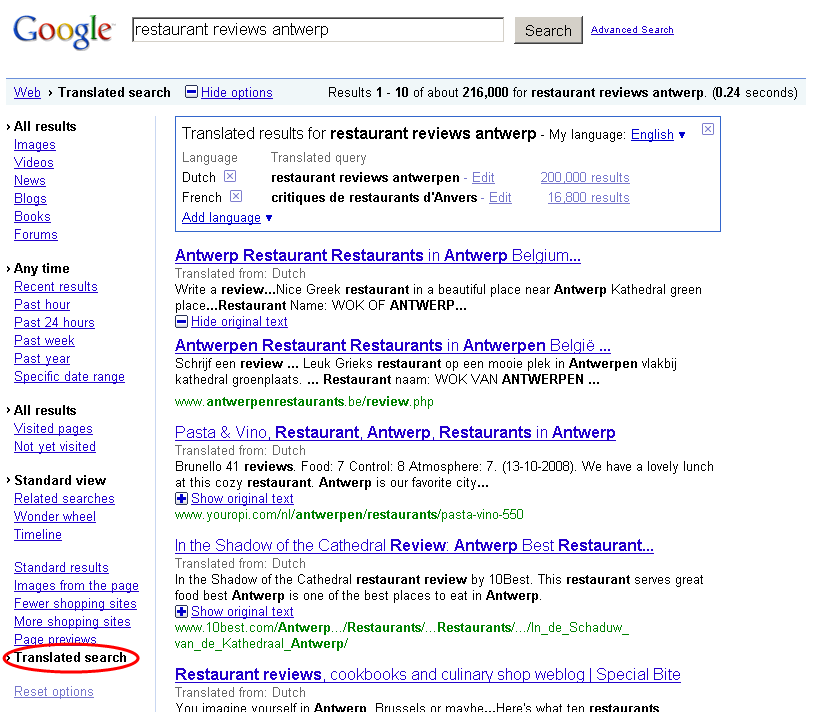 Google™
restaurant reviews antwerp
Search
Advanced Search
Web › Translated search Hide options Results 1 - 10 of about 216,000 for restaurant reviews antwerp. (0.24 seconds)
› All results
Images
Videos
News
Blogs
Books
Forums
› Any time
Recent results
Past hour
Past 24 hours
Past week
Past year
Specific date range
› All results
Visited pages
Not yet visited
› Standard view
Related searches
Wonder wheel
Timeline
Standard results
Images from the page
Fewer shopping sites
More shopping sites
Page previews
› Translated search
Reset options
Translated results for restaurant reviews antwerp - My language: English ▼
Language Translated query
Dutch restaurant reviews antwerpen - Edit 200,000 results
French critiques de restaurants d'Anvers - Edit 16,800 results
Add language ▼
Antwerp Restaurant Restaurants in Antwerp Belgium...
Translated from: Dutch
Write a review...Nice Greek restaurant in a beautiful place near Antwerp Kathedral green
place...Restaurant Name: WOK OF ANTWERP...
Hide original text
Antwerpen Restaurant Restaurants in Antwerpen België ...
Schrijf een review ... Leuk Grieks restaurant op een mooie plek in Antwerpen vlakbij
kathedral groenplaats. ... Restaurant naam: WOK VAN ANTWERPEN ...
www.antwerpenrestaurants.be/review.php
Pasta & Vino, Restaurant, Antwerp, Restaurants in Antwerp
Translated from: Dutch
Brunello 41 reviews. Food: 7 Control: 8 Atmosphere: 7. (13-10-2008). We have a lovely lunch
at this cozy restaurant. Antwerp is our favorite city...
Show original text
www.youropi.com/nl/antwerpen/restaurants/pasta-vino-550
In the Shadow of the Cathedral Review: Antwerp Best Restaurant...
Translated from: Dutch
In the Shadow of the Cathedral restaurant review by 10Best. This restaurant serves great
food best Antwerp is one of the best places to eat in Antwerp.
Show original text
www.10best.com/Antwerp.../Restaurants/...Restaurants/.../In_de_Schaduw_
van_de_Kathedraal_Antwerp/
Restaurant reviews, cookbooks and culinary shop weblog | Special Bite
Translated from: Dutch
You imagine yourself in Antwerp, Brussels or maybe...Here's what ten restaurants